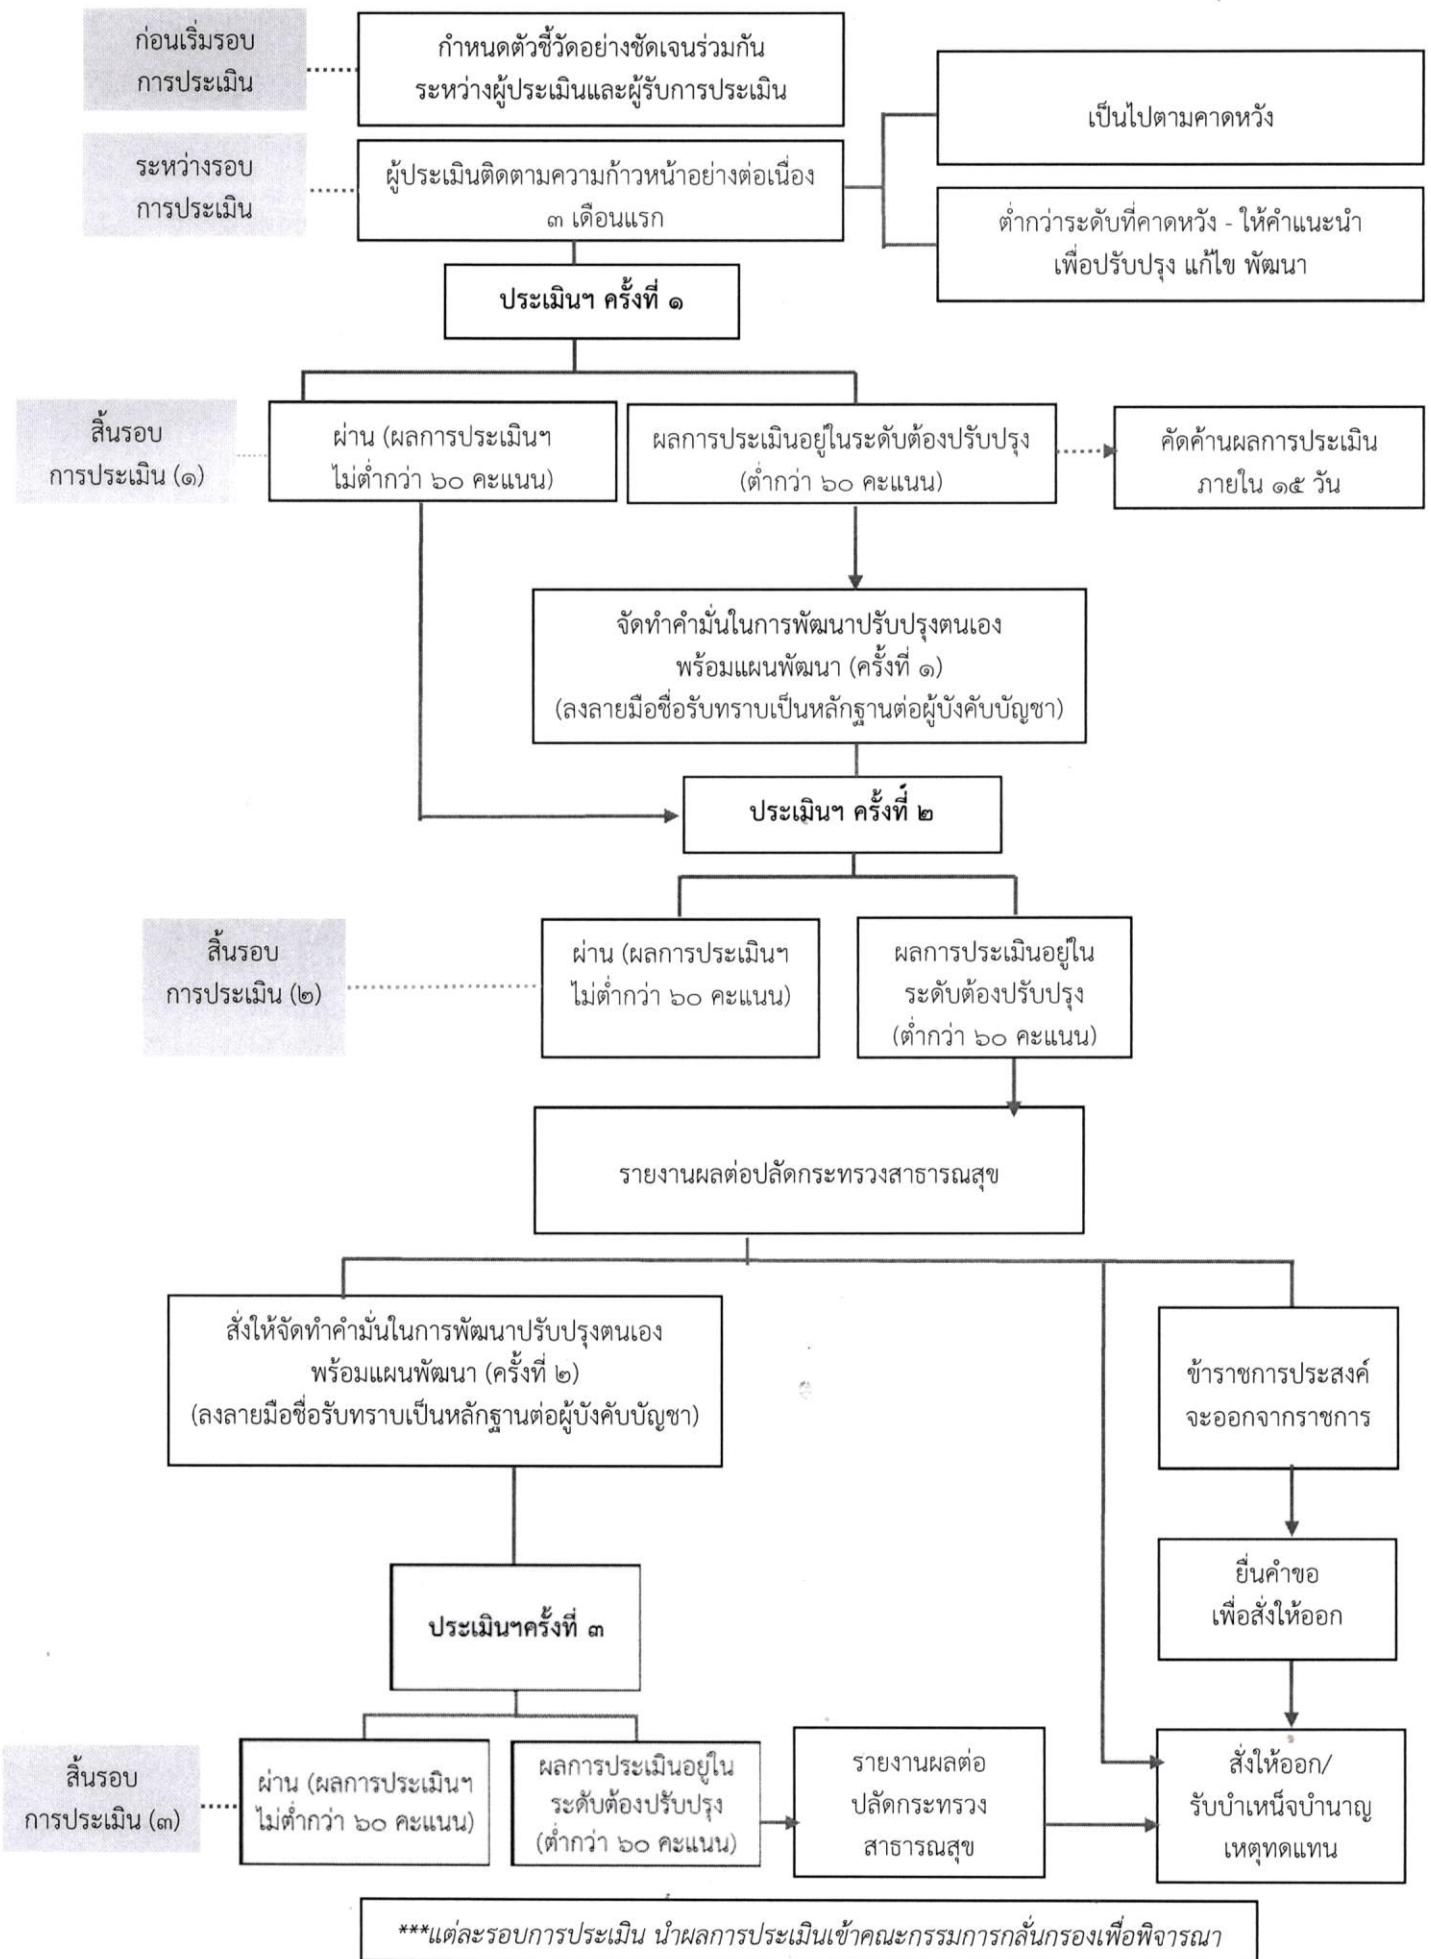 ก่อนเริ่มรอบ
การประเมิน
กำหนดตัวชี้วัดอย่างชัดเจนร่วมกัน
ระหว่างผู้ประเมินและผู้รับการประเมิน
ระหว่างรอบ
การประเมิน
ผู้ประเมินติดตามความก้าวหน้าอย่างต่อเนื่อง
๓ เดือนแรก
เป็นไปตามคาดหวัง
ต่ำกว่าระดับที่คาดหวัง - ให้คำแนะนำ
เพื่อปรับปรุง แก้ไข พัฒนา
ประเมินฯ ครั้งที่ ๑
สิ้นรอบ
การประเมิน (๑)
ผ่าน (ผลการประเมินฯ
ไม่ต่ำกว่า ๖๐ คะแนน)
ผลการประเมินอยู่ในระดับต้องปรับปรุง
(ต่ำกว่า ๖๐ คะแนน)
คัดค้านผลการประเมิน
ภายใน ๑๕ วัน
จัดทำคำมั่นในการพัฒนาปรับปรุงตนเอง
พร้อมแผนพัฒนา (ครั้งที่ ๑)
(ลงลายมือชื่อรับทราบเป็นหลักฐานต่อผู้บังคับบัญชา)
ประเมินฯ ครั้งที่ ๒
สิ้นรอบ
การประเมิน (๒)
ผ่าน (ผลการประเมินฯ
ไม่ต่ำกว่า ๖๐ คะแนน)
ผลการประเมินอยู่ใน
ระดับต้องปรับปรุง
(ต่ำกว่า ๖๐ คะแนน)
รายงานผลต่อปลัดกระทรวงสาธารณสุข
สั่งให้จัดทำคำมั่นในการพัฒนาปรับปรุงตนเอง
พร้อมแผนพัฒนา (ครั้งที่ ๒)
(ลงลายมือชื่อรับทราบเป็นหลักฐานต่อผู้บังคับบัญชา)
ข้าราชการประสงค์
จะออกจากราชการ
ยื่นคำขอ
เพื่อสั่งให้ออก
ประเมินฯครั้งที่ ๓
สิ้นรอบ
การประเมิน (๓)
ผ่าน (ผลการประเมินฯ
ไม่ต่ำกว่า ๖๐ คะแนน)
ผลการประเมินอยู่ใน
ระดับต้องปรับปรุง
(ต่ำกว่า ๖๐ คะแนน)
รายงานผลต่อ
ปลัดกระทรวง
สาธารณสุข
สั่งให้ออก/
รับบำเหน็จบำนาญ
เหตุทดแทน
***แต่ละรอบการประเมิน นำผลการประเมินเข้าคณะกรรมการกลั่นกรองเพื่อพิจารณา